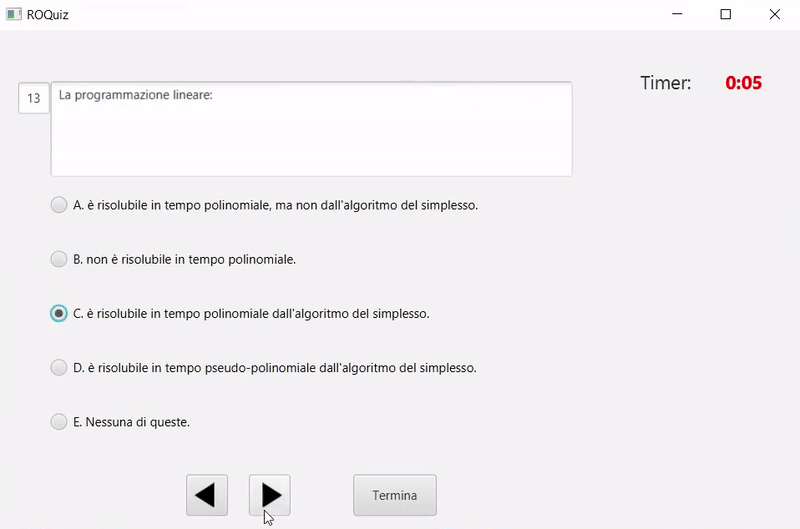 ROQuiz
Timer: 0:05
13 La programmazione lineare:
A. è risolubile in tempo polinomiale, ma non dall'algoritmo del simplesso.
B. non è risolubile in tempo polinomiale.
C. è risolubile in tempo polinomiale dall'algoritmo del simplesso.
D. è risolubile in tempo pseudo-polinomiale dall'algoritmo del simplesso.
E. Nessuna di queste.
Termina